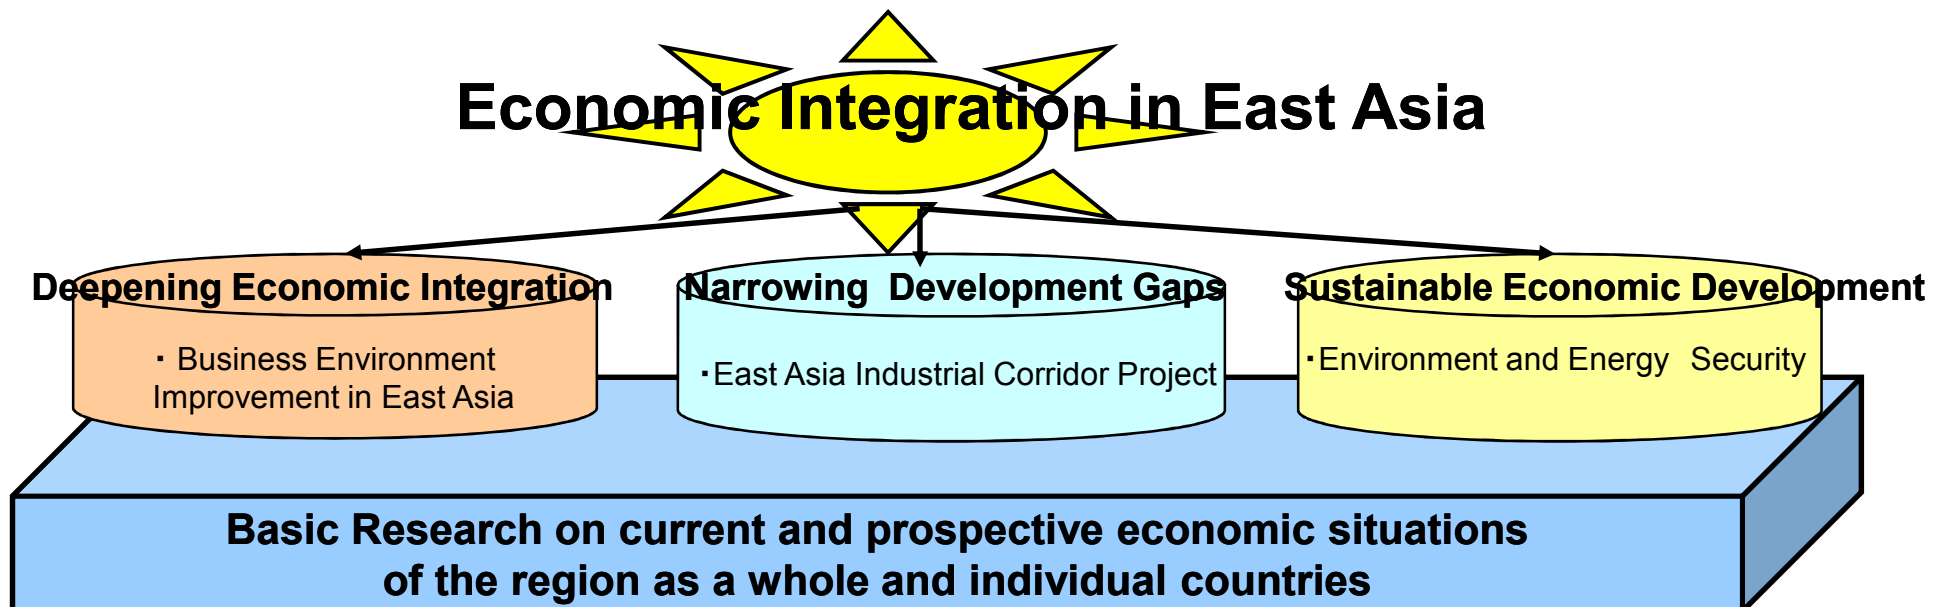 Economic Integration in East Asia
Deepening Economic Integration
Narrowing Development Gaps
Sustainable Economic Development
・Business Environment
Improvement in East Asia
・East Asia Industrial Corridor Project
・Environment and Energy Security
Basic Research on current and prospective economic situations
of the region as a whole and individual countries